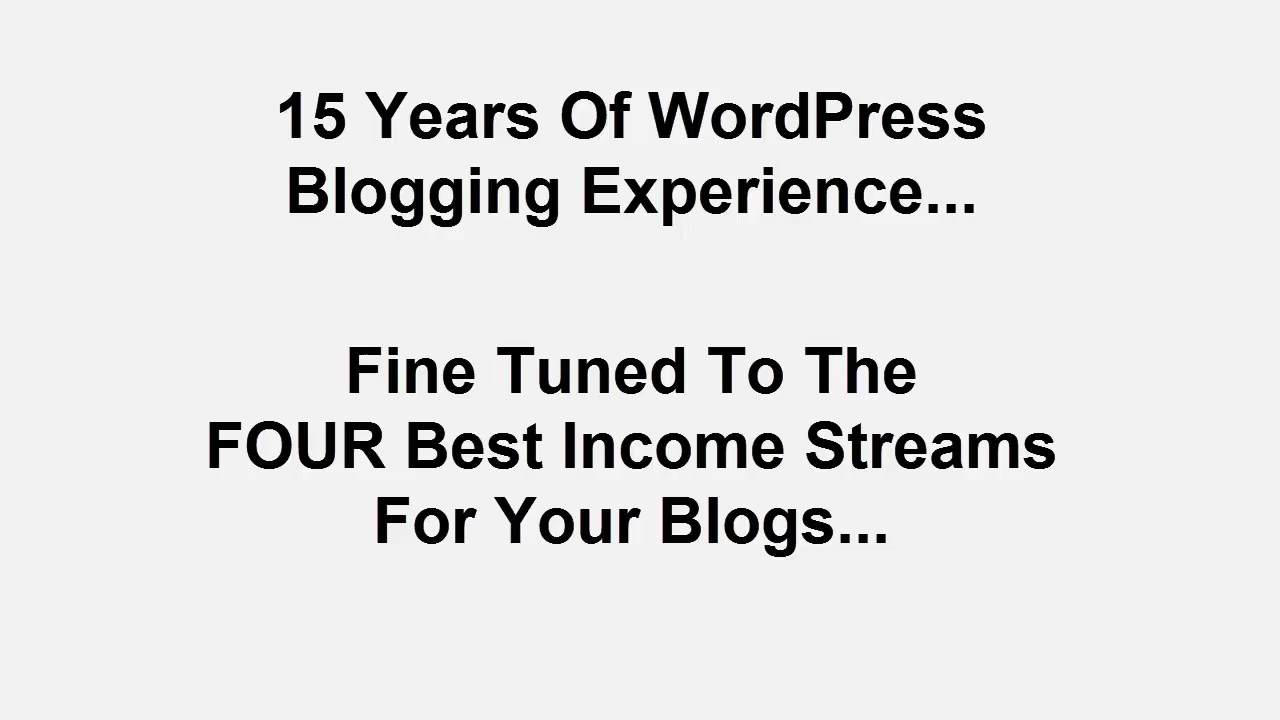 15 Years Of WordPress
Blogging Experience...
Fine Tuned To The
FOUR Best Income Streams
For Your Blogs...